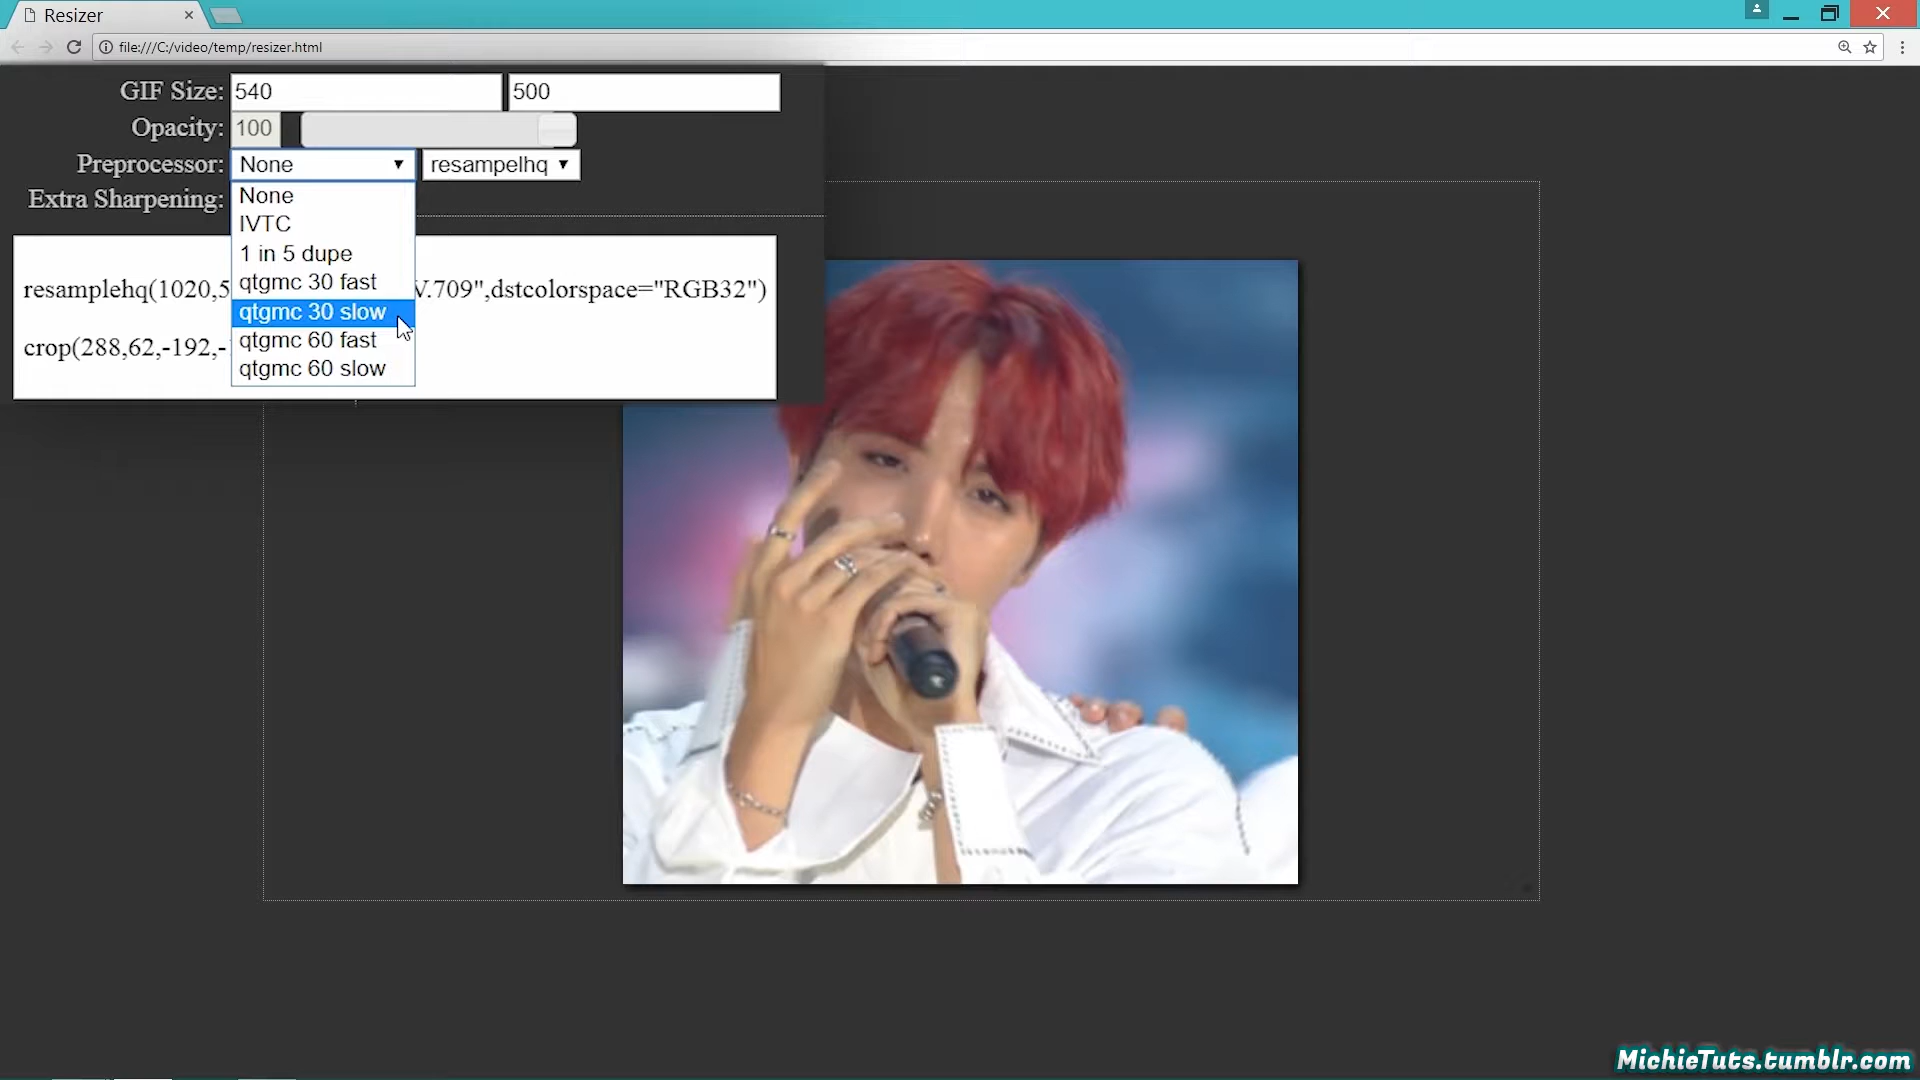 Resizer
file:///C:/video/temp/resizer.html
GIF Size: 540 500
Opacity: 100
Preprocessor: None resampelhq
Extra Sharpening:
None
IVTC
1 in 5 dupe
qtgmc 30 fast
qtgmc 30 slow
qtgmc 60 fast
qtgmc 60 slow
resamplehq(1020,5 V.709",dstcolorspace="RGB32")
crop(288,62,-192,-
MichieTuts.tumblr.com